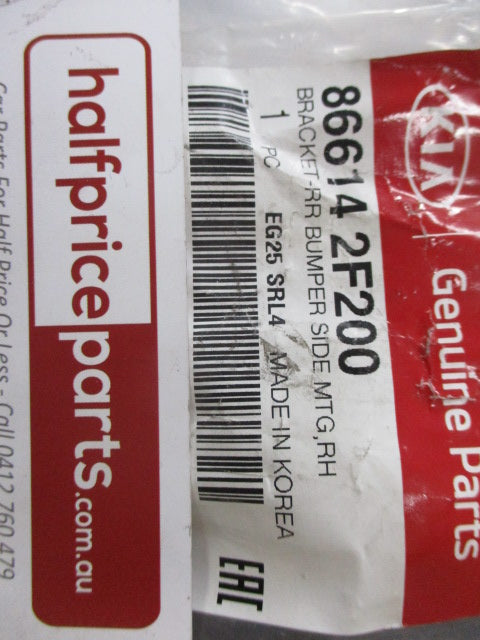 KIA
Genuine Parts
86614 2F200
BRACKET-RR BUMPER SIDE MTG,RH
1 PC EG25 SRL4 MADE IN KOREA
EAC
halfpriceparts.com.au
Car Parts For Half Price Or Less - Call 0412 760 479